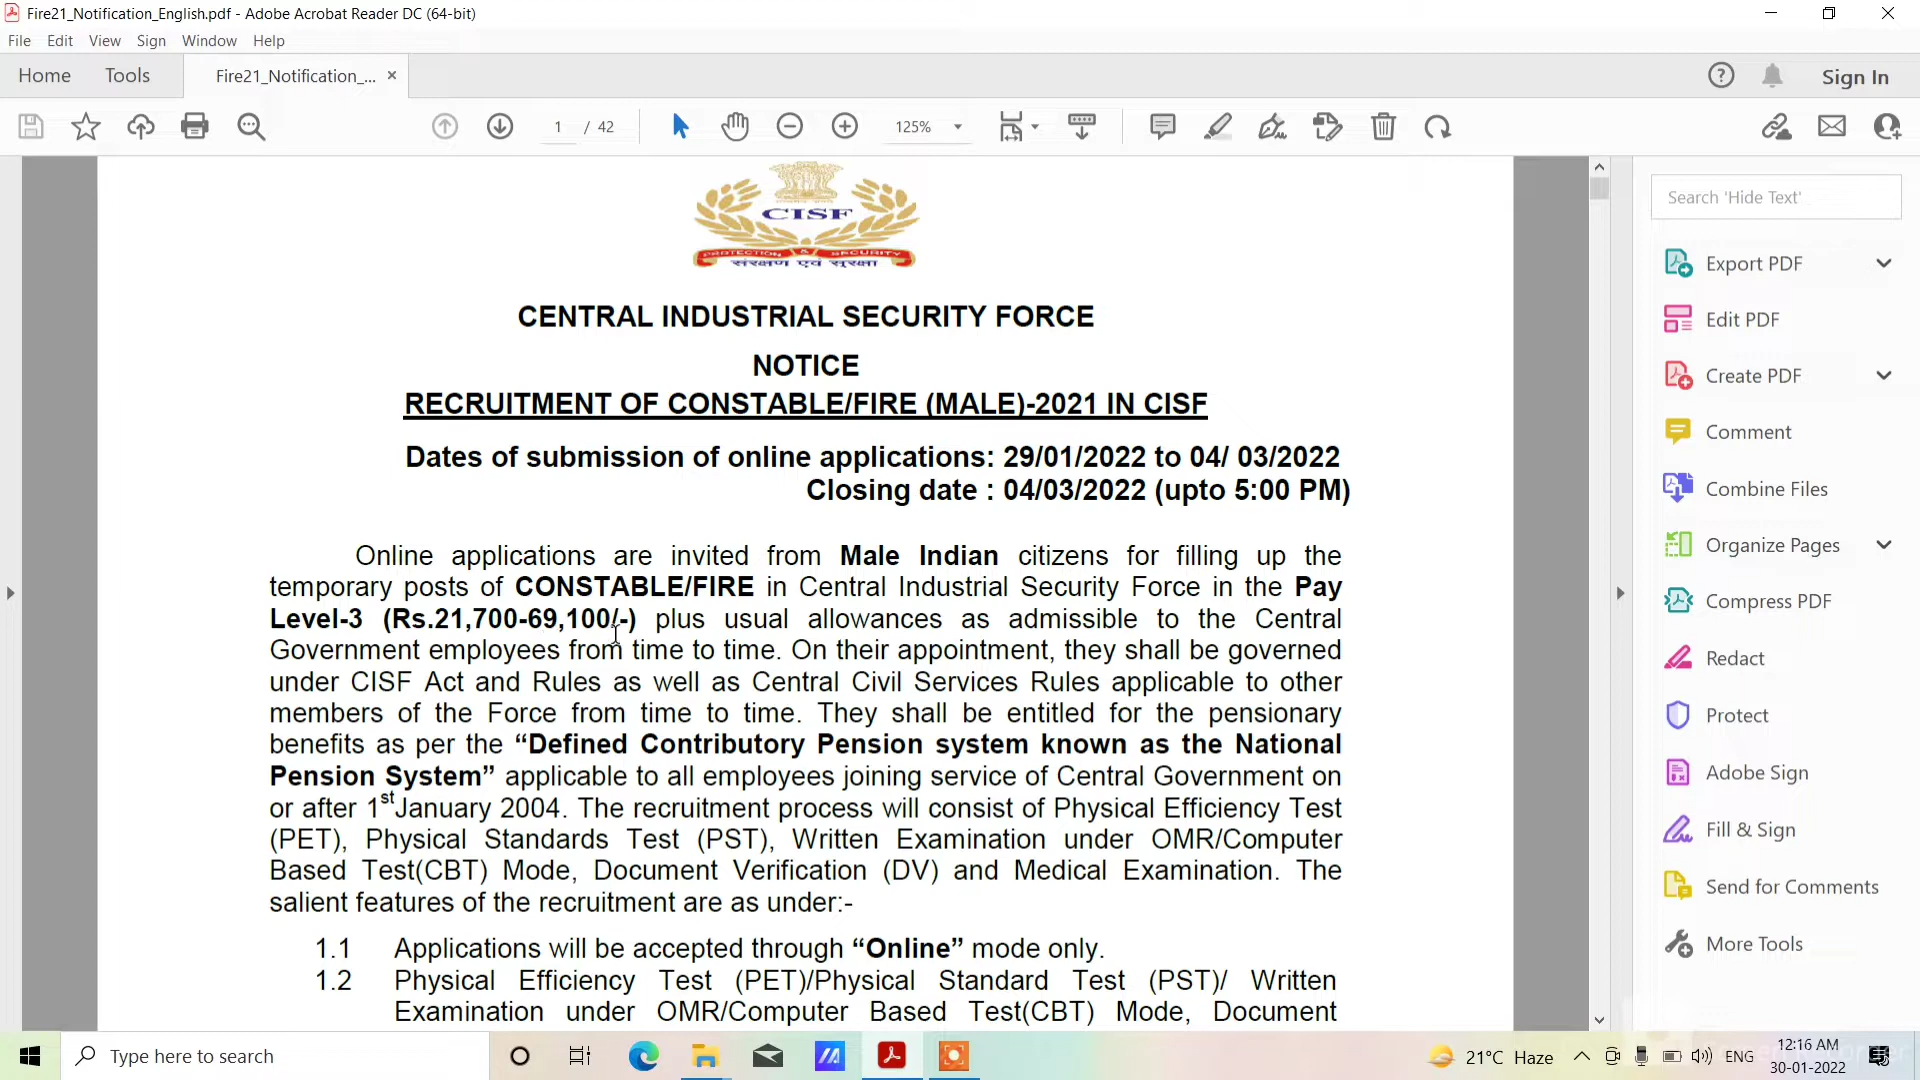 Fire21_Notification_English.pdf - Adobe Acrobat Reader DC (64-bit)
File Edit View Sign Window Help
Home Tools Fire21_Notification_... × Sign In
1 / 42 125%
CISF
PROTECTION & SECURITY
संरक्षण एवं सुरक्षा
CENTRAL INDUSTRIAL SECURITY FORCE
NOTICE
RECRUITMENT OF CONSTABLE/FIRE (MALE)-2021 IN CISF
Dates of submission of online applications: 29/01/2022 to 04/ 03/2022
Closing date : 04/03/2022 (upto 5:00 PM)
Online applications are invited from Male Indian citizens for filling up the
temporary posts of CONSTABLE/FIRE in Central Industrial Security Force in the Pay
Level-3 (Rs.21,700-69,100/-) plus usual allowances as admissible to the Central
Government employees from time to time. On their appointment, they shall be governed
under CISF Act and Rules as well as Central Civil Services Rules applicable to other
members of the Force from time to time. They shall be entitled for the pensionary
benefits as per the “Defined Contributory Pension system known as the National
Pension System” applicable to all employees joining service of Central Government on
or after 1stJanuary 2004. The recruitment process will consist of Physical Efficiency Test
(PET), Physical Standards Test (PST), Written Examination under OMR/Computer
Based Test(CBT) Mode, Document Verification (DV) and Medical Examination. The
salient features of the recruitment are as under:-
1.1 Applications will be accepted through “Online” mode only.
1.2 Physical Efficiency Test (PET)/Physical Standard Test (PST)/ Written
Examination under OMR/Computer Based Test(CBT) Mode, Document
Search 'Hide Text'
Export PDF
Edit PDF
Create PDF
Comment
Combine Files
Organize Pages
Compress PDF
Redact
Protect
Adobe Sign
Fill & Sign
Send for Comments
More Tools
Type here to search
21°C Haze
ENG
12:16 AM
30-01-2022